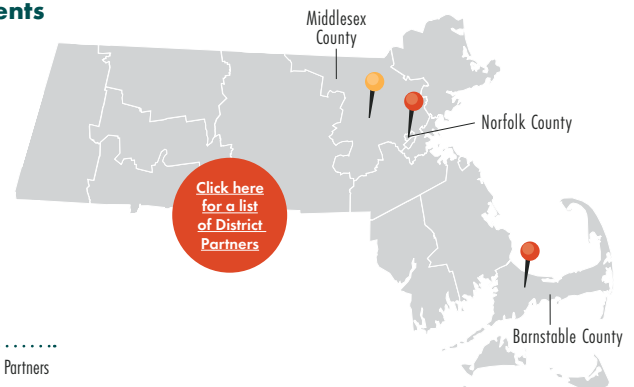 ents
Middlesex
County
Norfolk County
Click here
for a list
of District
Partners
Barnstable County
Partners